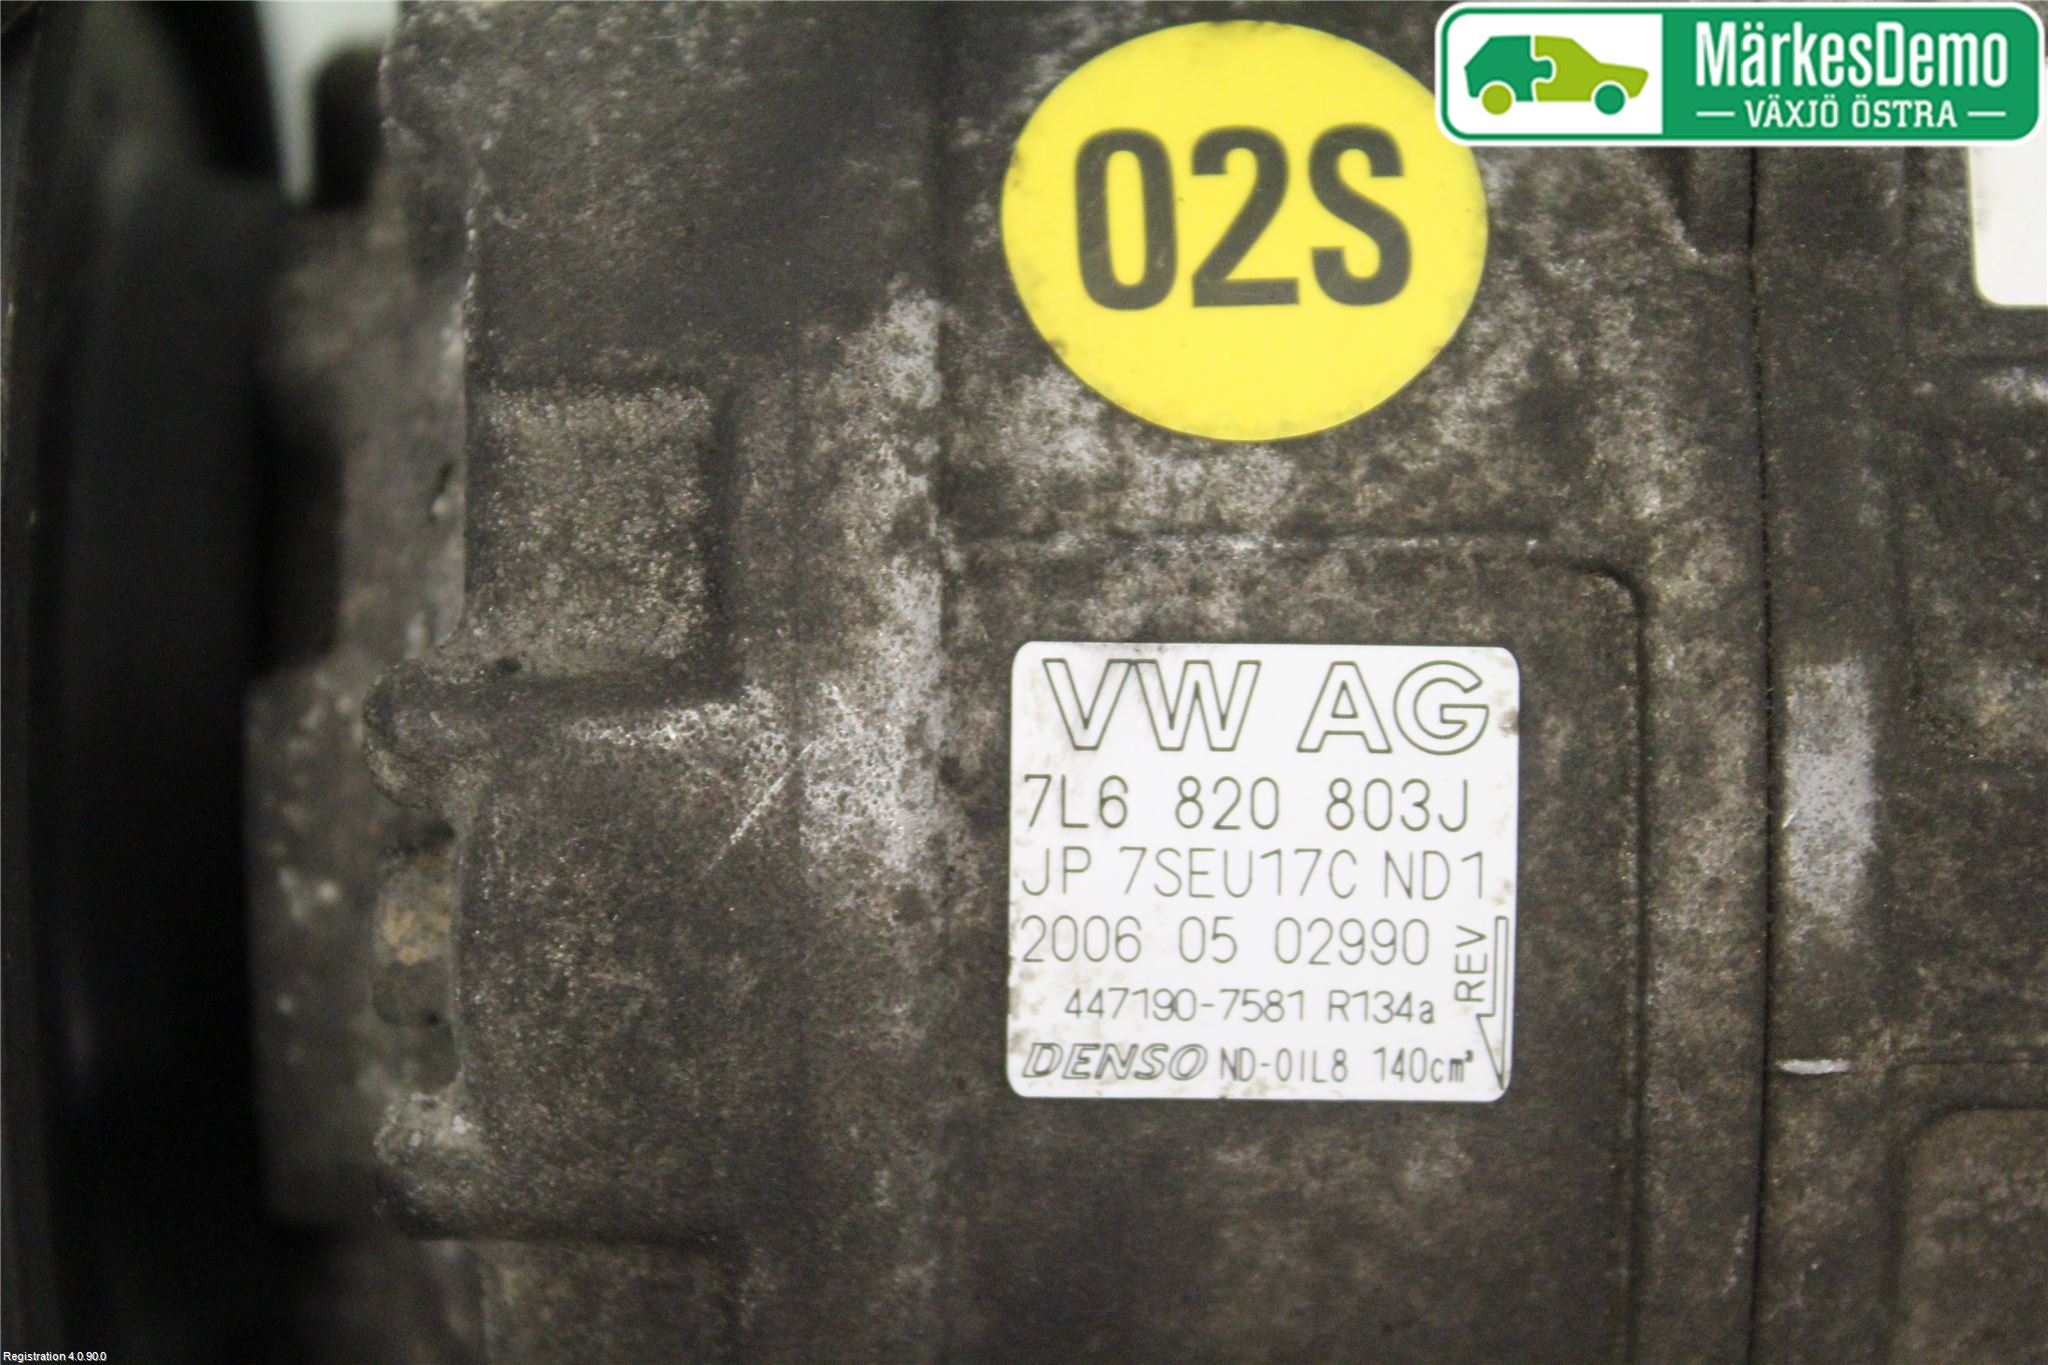 MärkesDemo
VÄXJÖ ÖSTRA
02S
VW AG
7L6 820 803J
JP 7SEU17C ND1
2006 05 02990
REV
447190-7581 R134a
DENSO ND-OIL8 140cm³
Registration 4.0.90.0